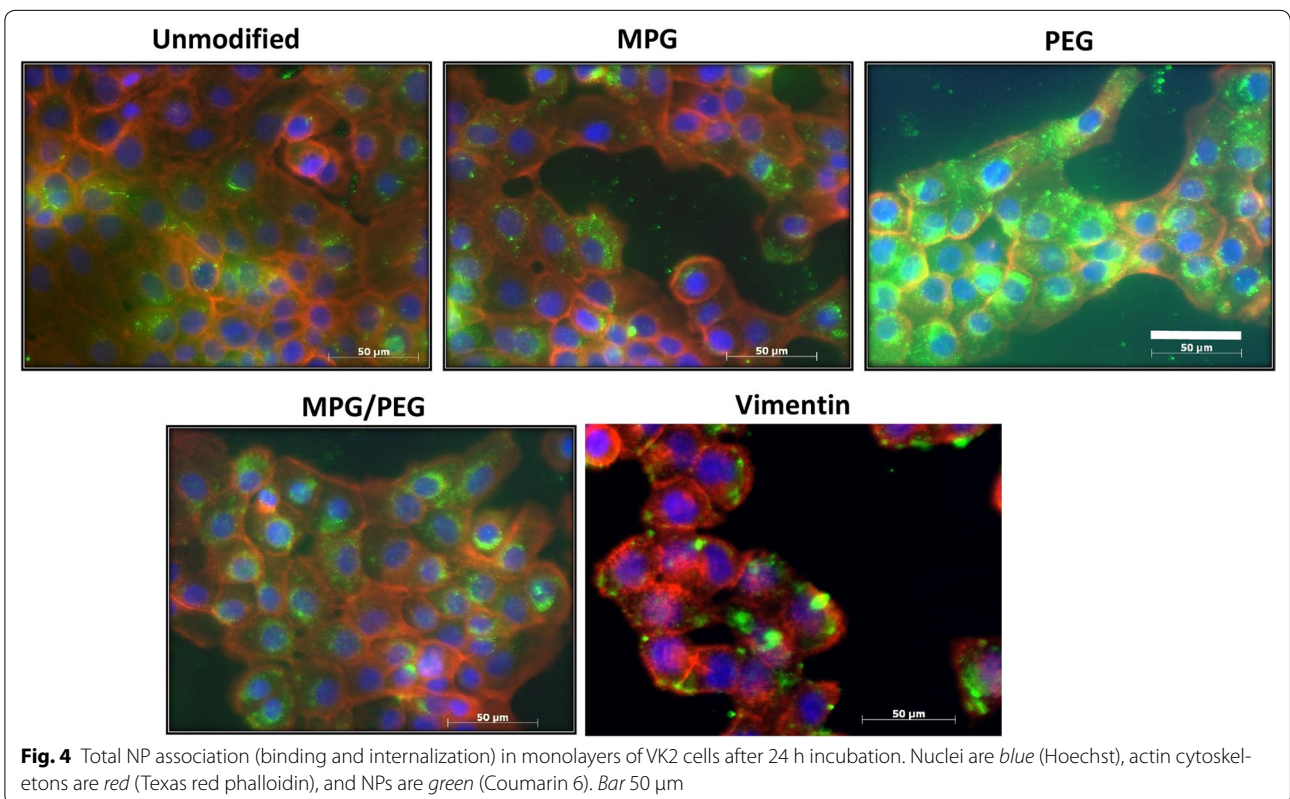 Unmodified
MPG
PEG
50 µm
50 µm
50 µm
MPG/PEG
Vimentin
50 µm
50 µm
Fig. 4 Total NP association (binding and internalization) in monolayers of VK2 cells after 24 h incubation. Nuclei are blue (Hoechst), actin cytoskel-
etons are red (Texas red phalloidin), and NPs are green (Coumarin 6). Bar 50 µm